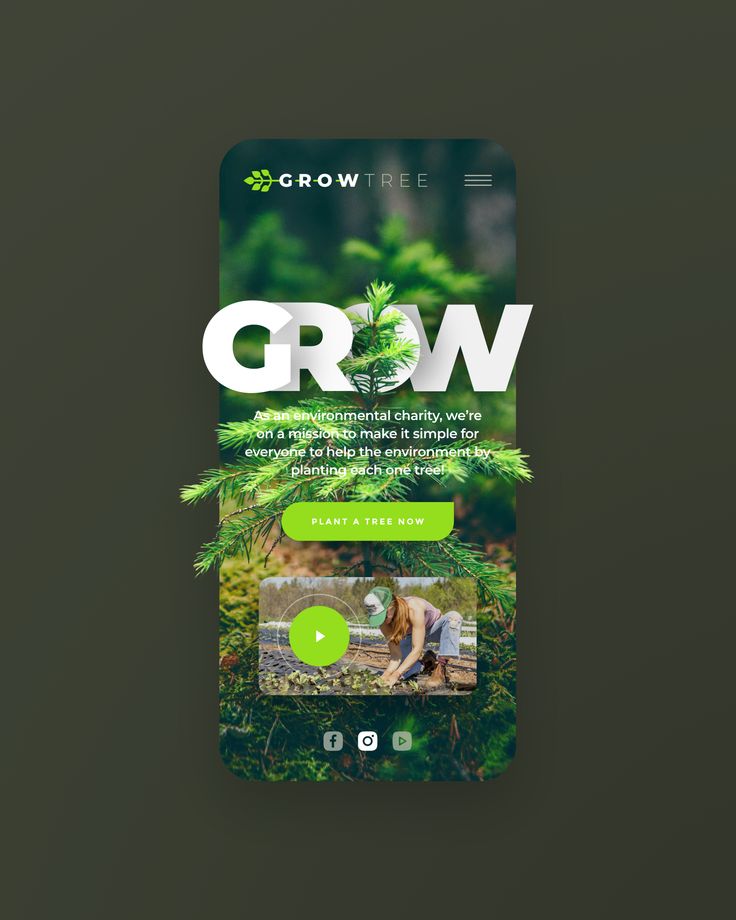 GROWTREE
GROW
As an environmental charity, we're
on a mission to make it simple for
everyone to help the environment by
planting each one tree!
PLANT A TREE NOW